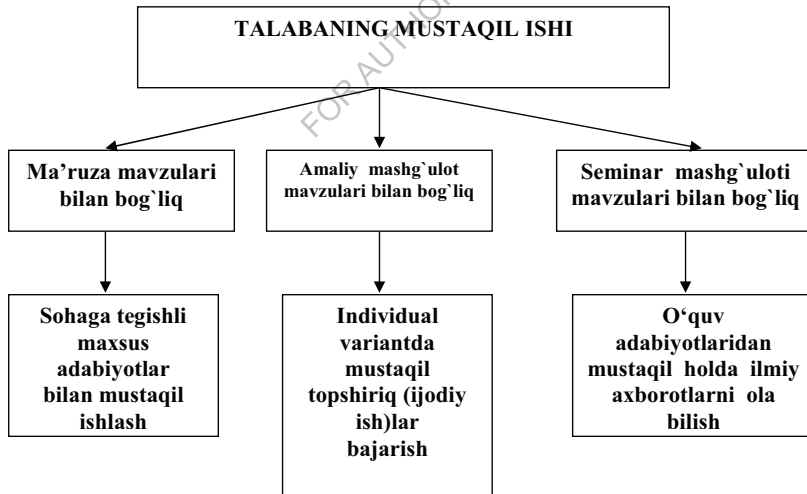 TALABANING MUSTAQIL ISHI
FOR AUTHOR
Ma’ruza mavzulari
bilan bog`liq
Amaliy mashg`ulot
mavzulari bilan bog`liq
Seminar mashg`uloti
mavzulari bilan bog`liq
Sohaga tegishli
maxsus
adabiyotlar
bilan mustaqil
ishlash
Individual
variantda
mustaqil
topshiriq (ijodiy
ish)lar
bajarish
O‘quv
adabiyotlaridan
mustaqil holda ilmiy
axborotlarni ola
bilish